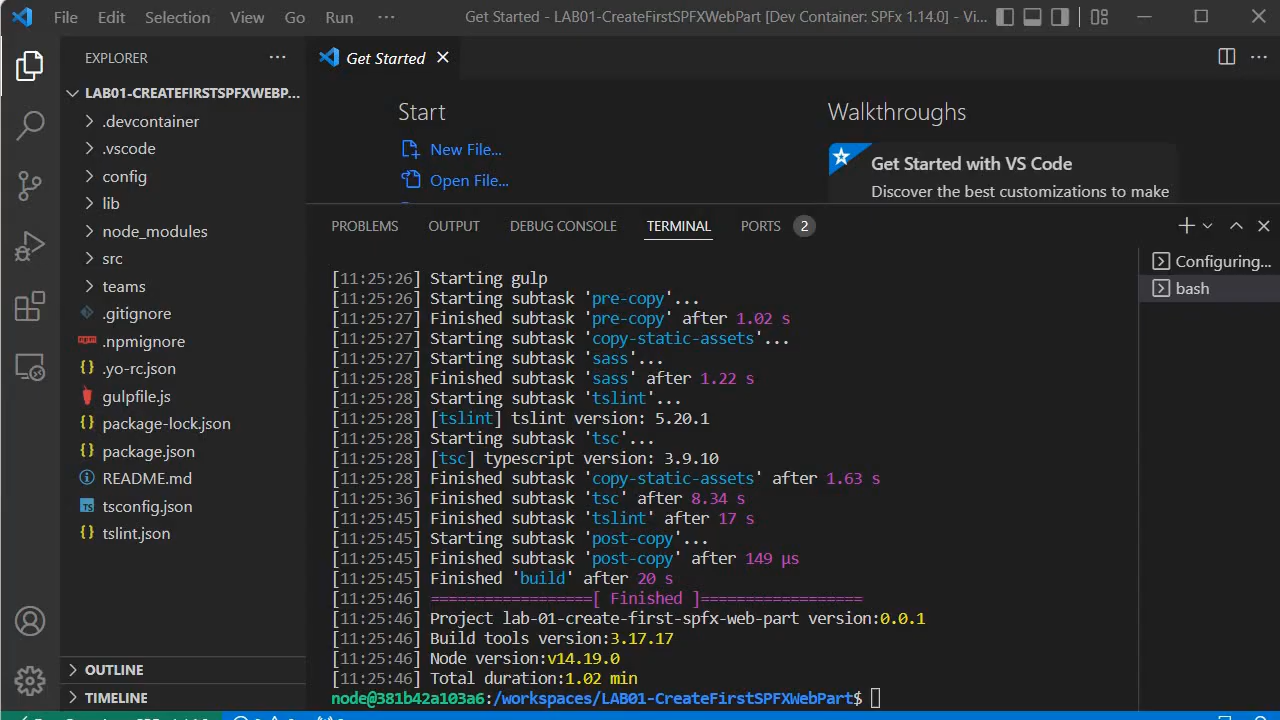 File Edit Selection View Go Run ··· Get Started - LAB01-CreateFirstSPFXWebPart [Dev Container: SPFx 1.14.0] - Vi...
EXPLORER
LAB01-CREATEFIRSTSPFXWEBP...
.devcontainer
.vscode
config
lib
node_modules
src
teams
.gitignore
.npmignore
.yo-rc.json
gulpfile.js
package-lock.json
package.json
README.md
tsconfig.json
tslint.json
OUTLINE
TIMELINE
Get Started
Start
New File...
Open File...
Walkthroughs
Get Started with VS Code
Discover the best customizations to make
PROBLEMS OUTPUT DEBUG CONSOLE TERMINAL PORTS 2
[11:25:26] Starting gulp
[11:25:26] Starting subtask 'pre-copy'...
[11:25:27] Finished subtask 'pre-copy' after 1.02 s
[11:25:27] Starting subtask 'copy-static-assets'...
[11:25:27] Starting subtask 'sass'...
[11:25:28] Finished subtask 'sass' after 1.22 s
[11:25:28] Starting subtask 'tslint'...
[11:25:28] [tslint] tslint version: 5.20.1
[11:25:28] Starting subtask 'tsc'...
[11:25:28] [tsc] typescript version: 3.9.10
[11:25:28] Finished subtask 'copy-static-assets' after 1.63 s
[11:25:36] Finished subtask 'tsc' after 8.34 s
[11:25:45] Finished subtask 'tslint' after 17 s
[11:25:45] Starting subtask 'post-copy'...
[11:25:45] Finished subtask 'post-copy' after 149 μs
[11:25:45] Finished 'build' after 20 s
[11:25:46] ==================[ Finished ]==================
[11:25:46] Project lab-01-create-first-spfx-web-part version:0.0.1
[11:25:46] Build tools version:3.17.17
[11:25:46] Node version:v14.19.0
[11:25:46] Total duration:1.02 min
node@381b42a103a6:/workspaces/LAB01-CreateFirstSPFXWebPart$
Configuring...
bash